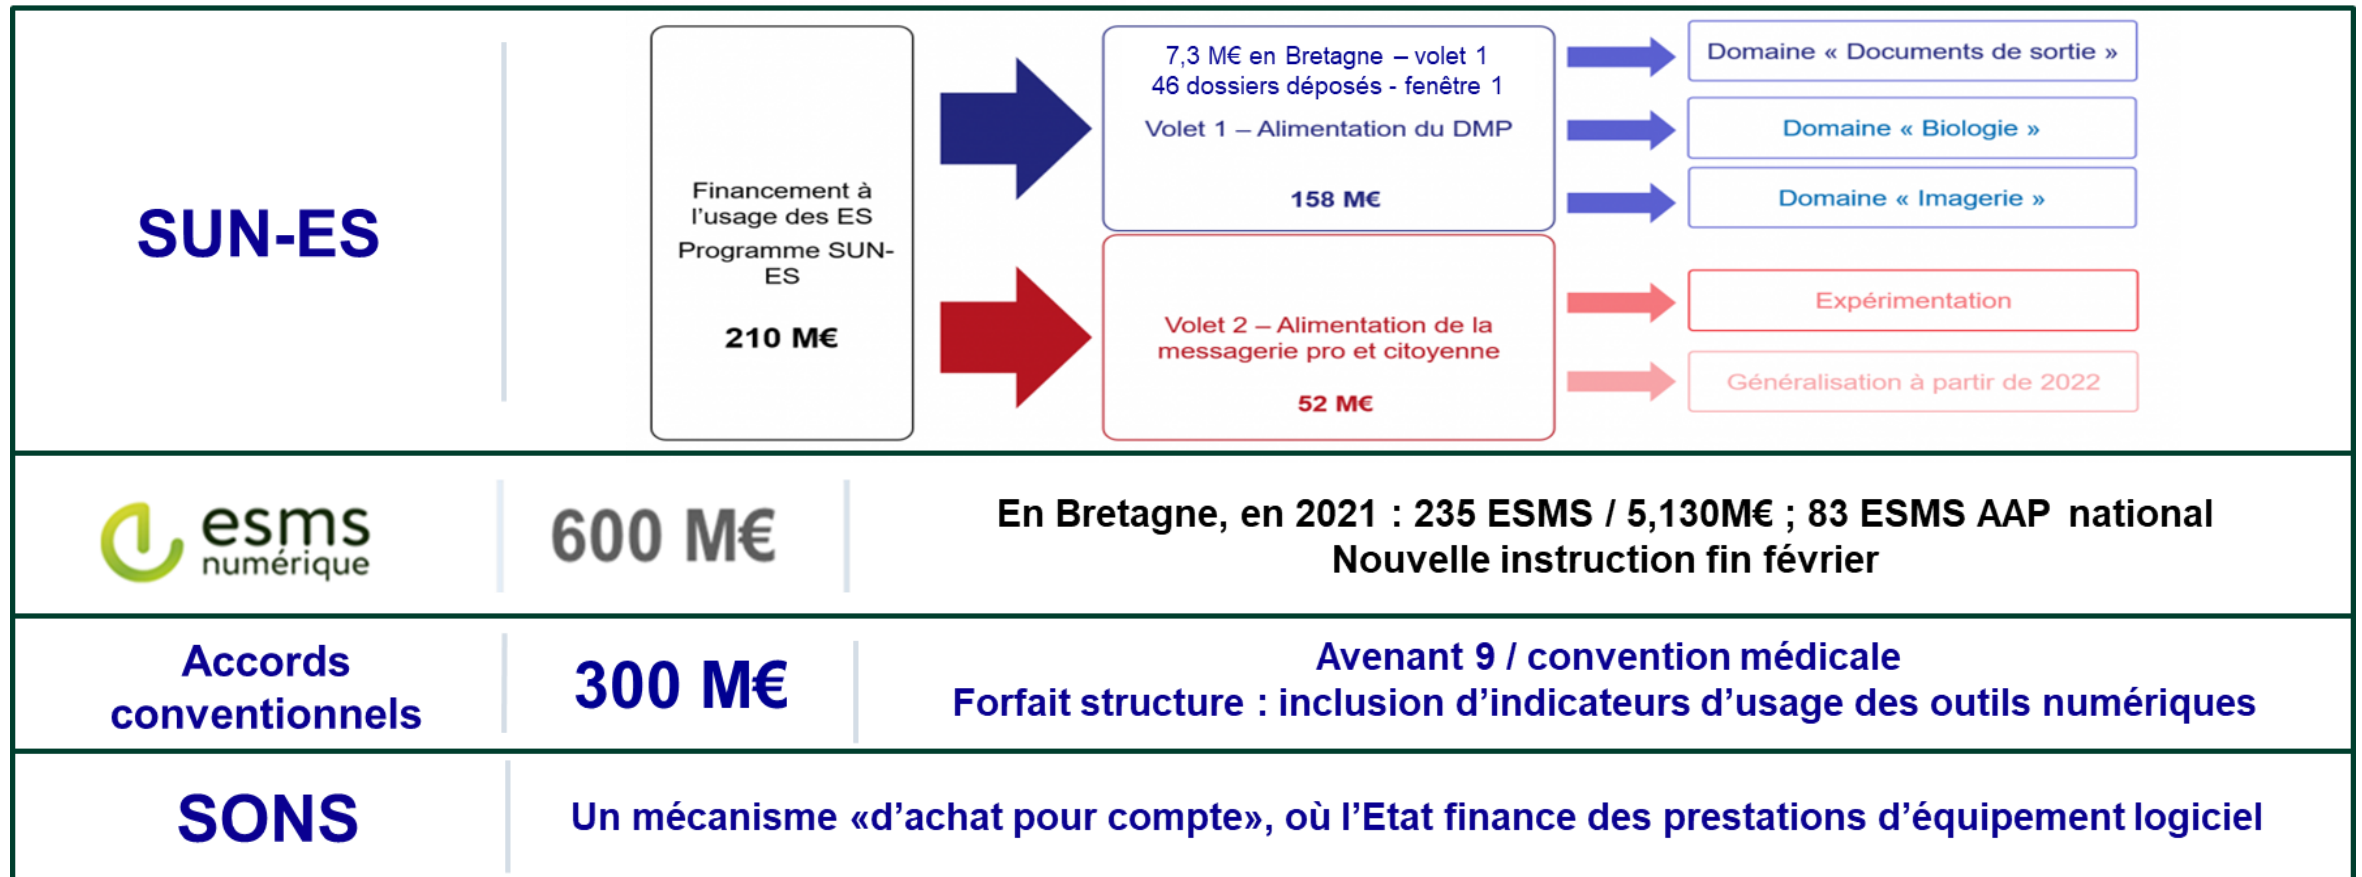 SUN-ES
Financement à
l'usage des ES
Programme SUN-
ES
210 M€
7,3 M€ en Bretagne – volet 1
46 dossiers déposés - fenêtre 1
Volet 1 – Alimentation du DMP
158 M€
Domaine « Documents de sortie »
Domaine « Biologie »
Domaine « Imagerie »
Volet 2 – Alimentation de la
messagerie pro et citoyenne
52 M€
Expérimentation
Généralisation à partir de 2022
esms
numérique
600 M€
En Bretagne, en 2021 : 235 ESMS / 5,130M€ ; 83 ESMS AAP national
Nouvelle instruction fin février
Accords
conventionnels
300 M€
Avenant 9 / convention médicale
Forfait structure : inclusion d'indicateurs d'usage des outils numériques
SONS
Un mécanisme «d'achat pour compte», où l'Etat finance des prestations d'équipement logiciel